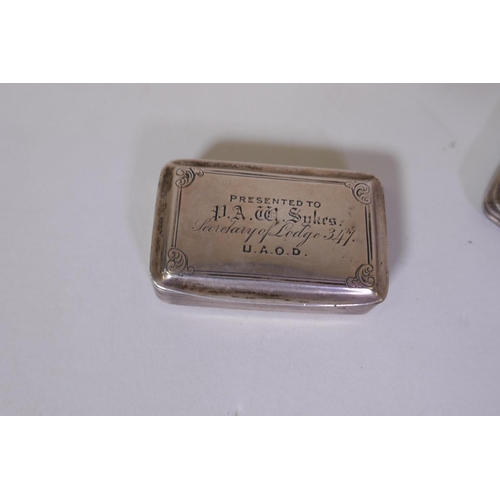 PRESENTED TO
P. A. W. Sykes.
Secretary of Lodge 347.
U.A.O.D.